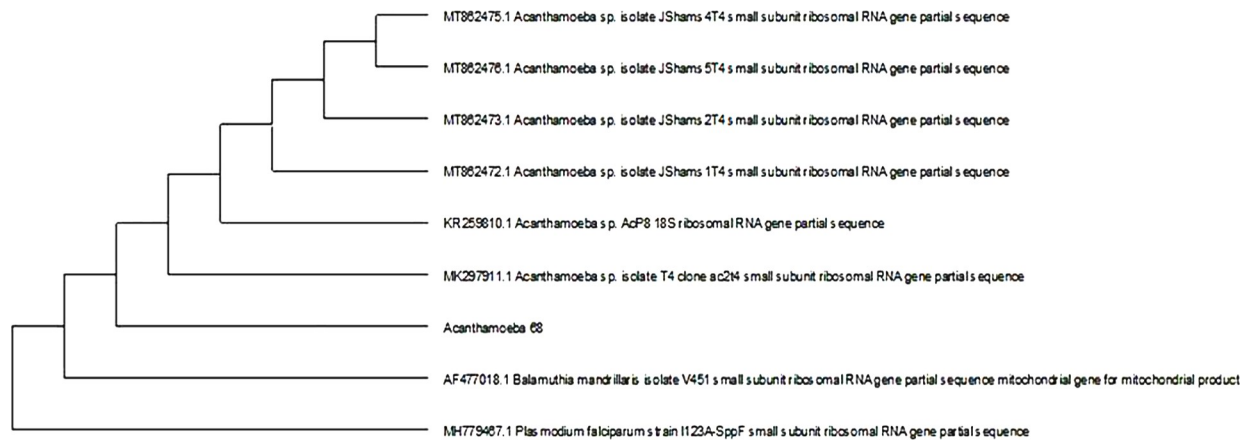 MT862475.1 Acanthamoeba sp. isolate JShams 4T4 small subunit ribosomal RNA gene partial sequence
MT862476.1 Acanthamoeba sp. isolate JShams 5T4 small subunit ribosomal RNA gene partial sequence
MT862473.1 Acanthamoeba sp. isolate JShams 2T4 small subunit ribosomal RNA gene partial sequence
MT862472.1 Acanthamoeba sp. isolate JShams 1T4 small subunit ribosomal RNA gene partial sequence
KR259810.1 Acanthamoeba sp. AcP8 18S ribosomal RNA gene partial sequence
MK297911.1 Acanthamoeba sp. isolate T4 clone ac2t4 small subunit ribosomal RNA gene partial sequence
Acanthamoeba 68
AF477018.1 Balamuthia mandrillaris isolate V451 small subunit ribosomal RNA gene partial sequence mitochondrial gene for mitochondrial product
MH779467.1 Plasmodium falciparum strain I123A-SppF small subunit ribosomal RNA gene partial sequence